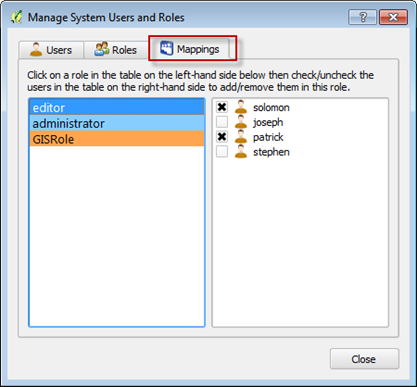 Manage System Users and Roles
Users Roles Mappings
Click on a role in the table on the left-hand side below then check/uncheck the
users in the table on the right-hand side to add/remove them in this role.
editor
administrator
GISRole
solomon
joseph
patrick
stephen
Close